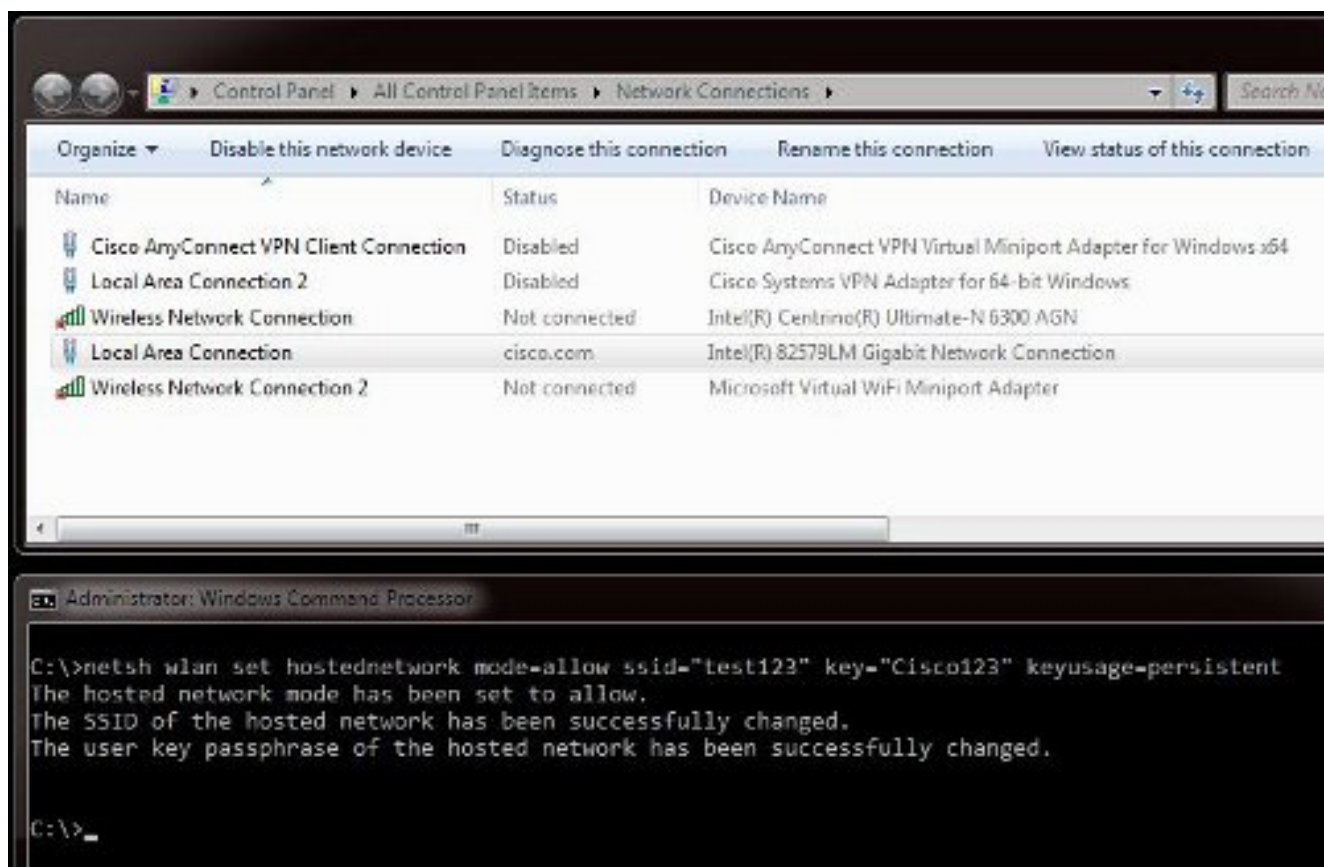 Control Panel ▸ All Control Panel Items ▸ Network Connections ▸
Organize ▾ Disable this network device Diagnose this connection Rename this connection View status of this connection
Name Status Device Name
Cisco AnyConnect VPN Client Connection Disabled Cisco AnyConnect VPN Virtual Miniport Adapter for Windows x64
Local Area Connection 2 Disabled Cisco Systems VPN Adapter for 64-bit Windows
Wireless Network Connection Not connected Intel(R) Centrino(R) Ultimate-N 6300 AGN
Local Area Connection cisco.com Intel(R) 82579LM Gigabit Network Connection
Wireless Network Connection 2 Not connected Microsoft Virtual WiFi Miniport Adapter
Administrator: Windows Command Processor
C:\>netsh wlan set hostednetwork mode=allow ssid="test123" key="Cisco123" keyusage=persistent
The hosted network mode has been set to allow.
The SSID of the hosted network has been successfully changed.
The user key passphrase of the hosted network has been successfully changed.
C:\>_